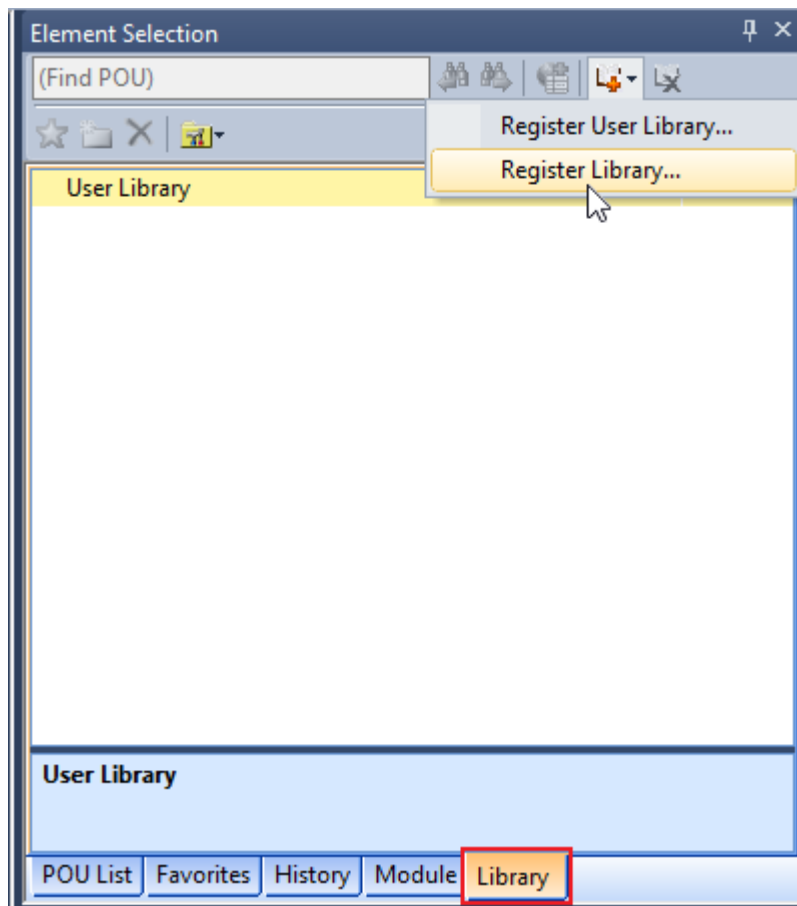 Element Selection
(Find POU)
Register User Library...
Register Library...
User Library
User Library
POU List Favorites History Module Library